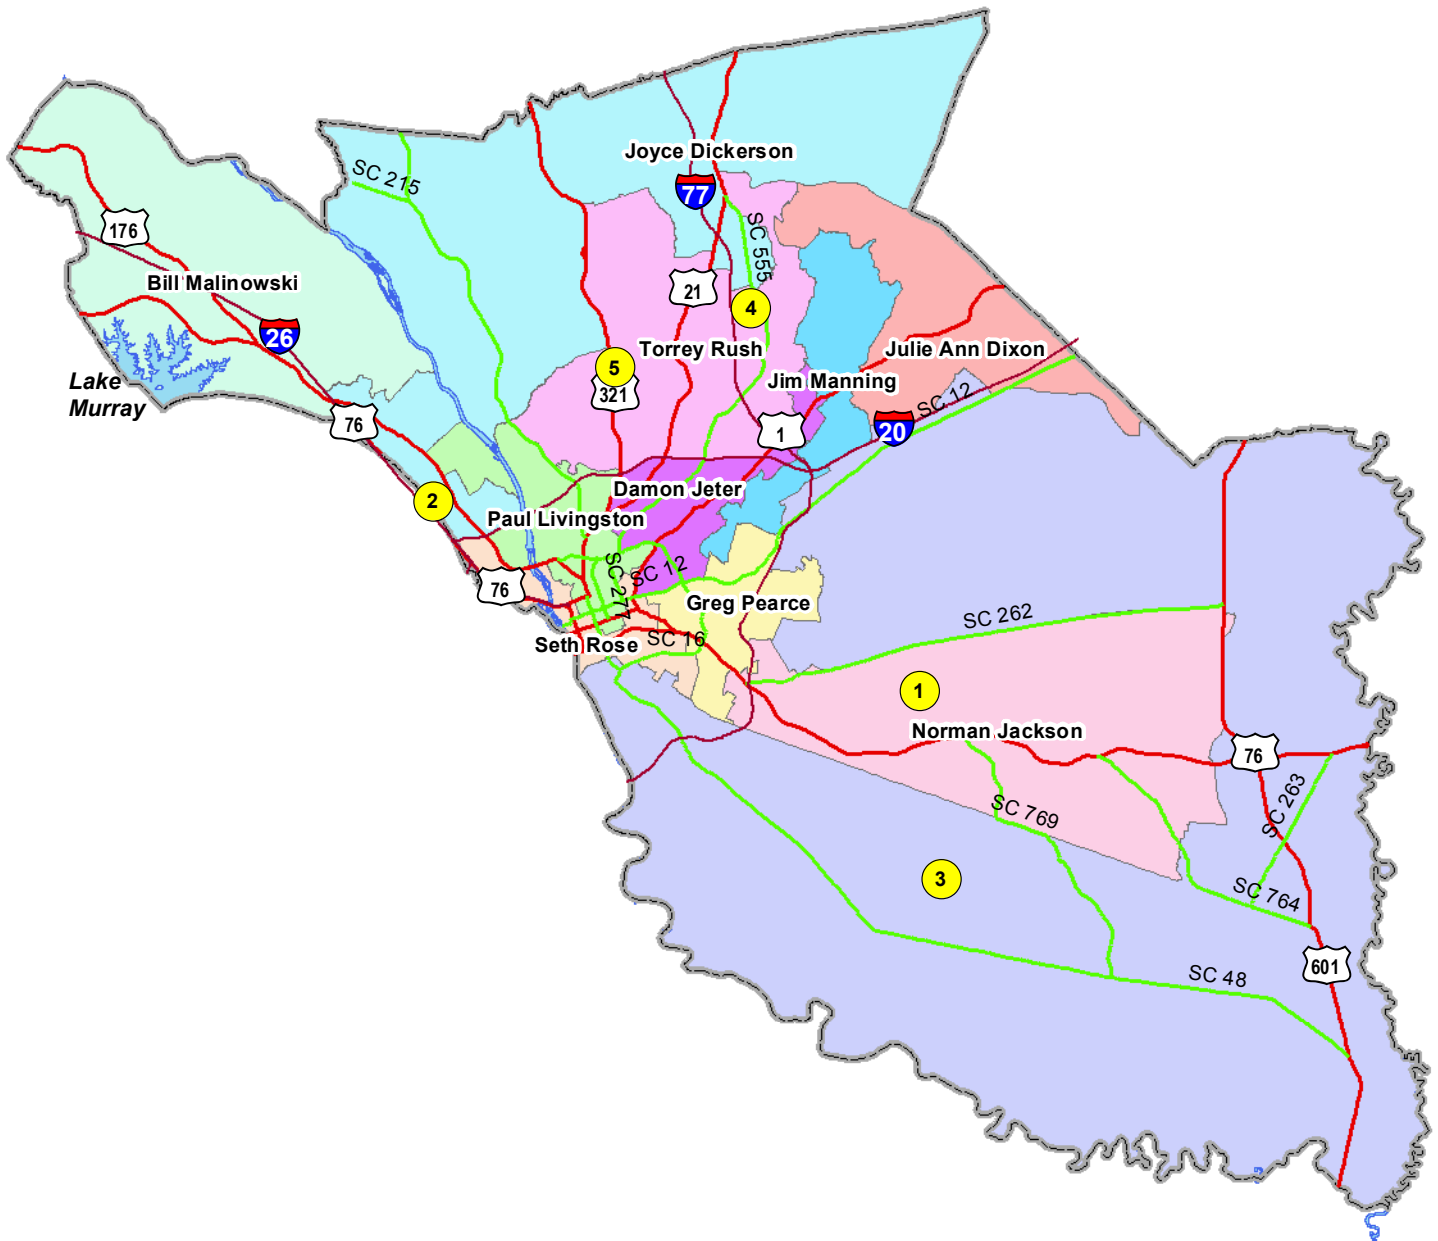 Joyce Dickerson
SC 215
77
176
SC 555
Bill Malinowski
21
4
26
Torrey Rush
Julie Ann Dixon
5
Lake
Murray
Jim Manning
321
SC 12
76
1
20
Damon Jeter
2
Paul Livingston
SC 277
SC 12
76
Greg Pearce
SC 262
Seth Rose
SC 16
1
Norman Jackson
76
SC 263
SC 769
3
SC 764
601
SC 48